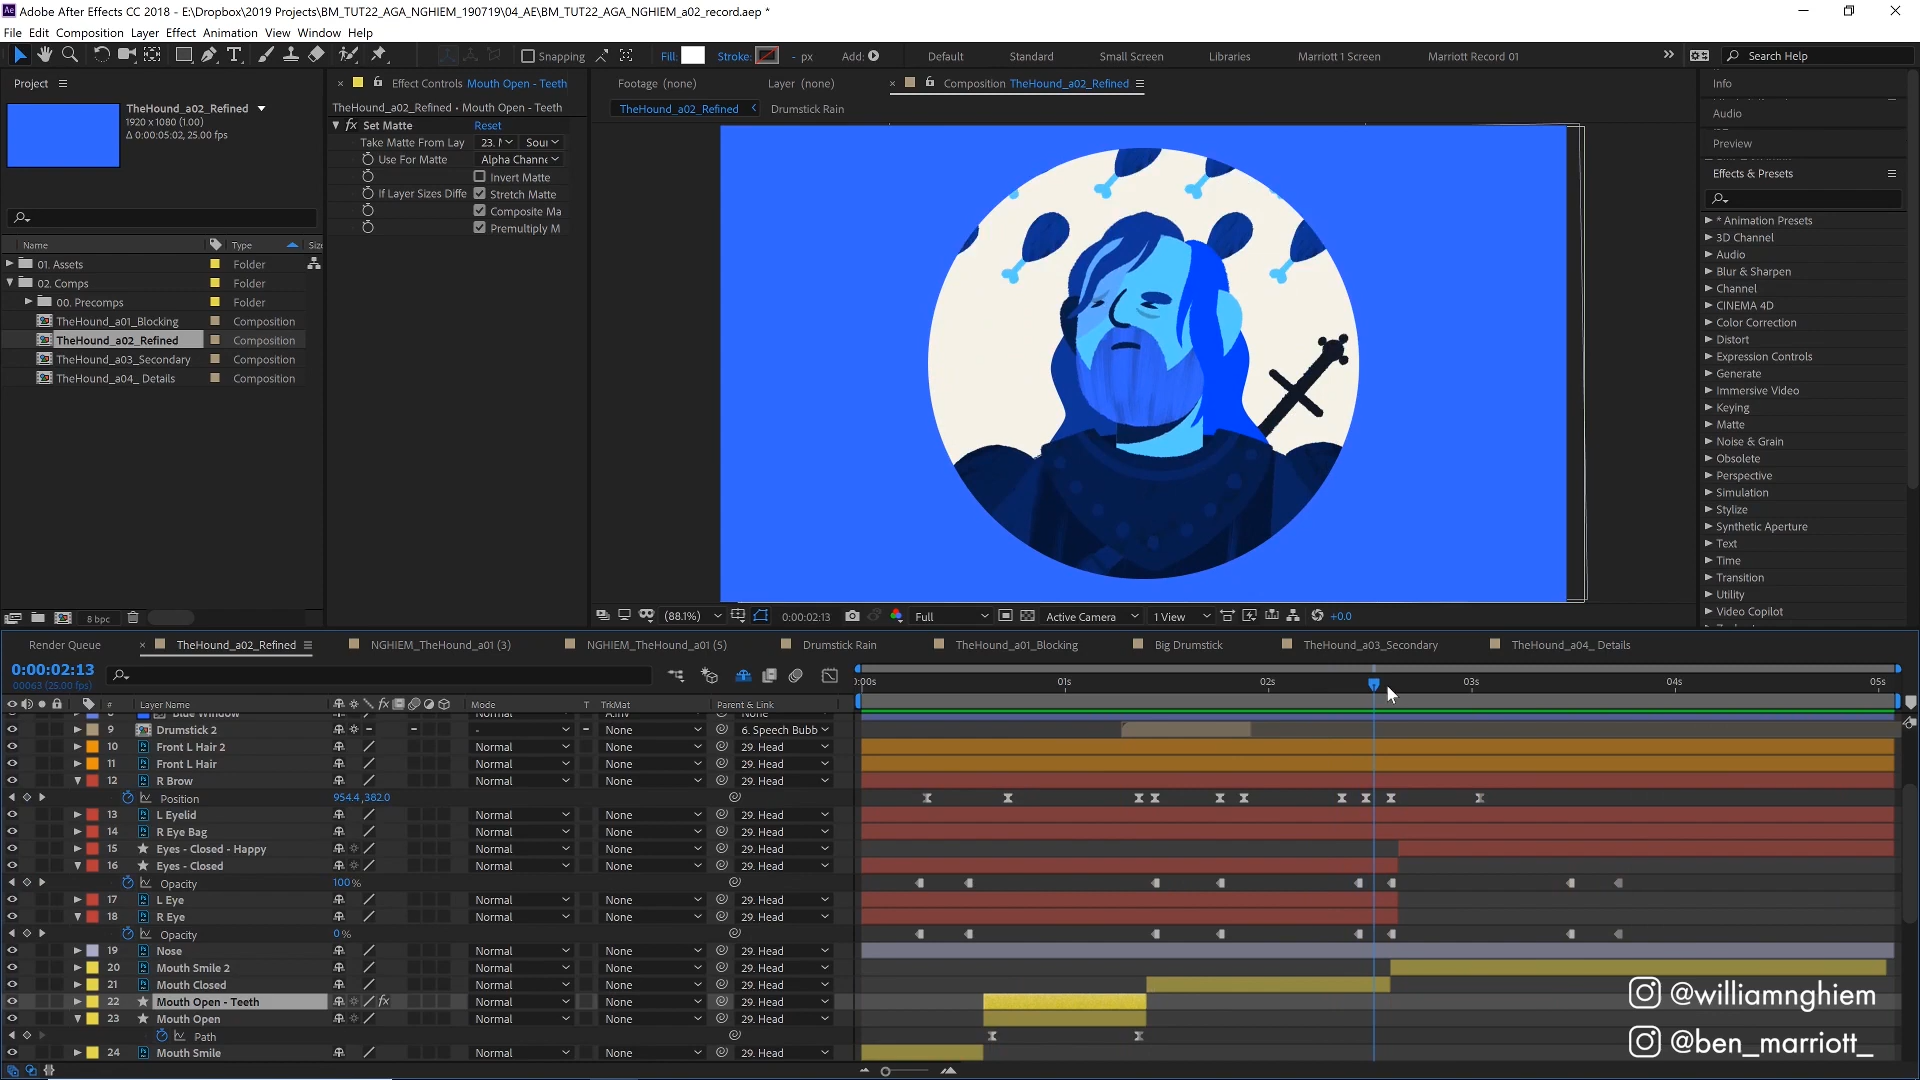 Adobe After Effects CC 2018 - E:\Dropbox\2019 Projects\BM_TUT22_AGA_NGHIEM_190719\04_AE\BM_TUT22_AGA_NGHIEM_a02_record.aep *
File Edit Composition Layer Effect Animation View Window Help
Snapping Fill: Stroke: - px Add: Default Standard Small Screen Libraries Marriott 1 Screen Marriott Record 01 Search Help
Project
TheHound_a02_Refined
1920 x 1080 (1.00)
Δ 0:00:05:02, 25.00 fps
Name Type Size
01. Assets Folder
02. Comps Folder
00. Precomps Folder
TheHound_a01_Blocking Composition
TheHound_a02_Refined Composition
TheHound_a03_Secondary Composition
TheHound_a04_ Details Composition
8 bpc
Effect Controls Mouth Open - Teeth
TheHound_a02_Refined • Mouth Open - Teeth
fx Set Matte Reset
Take Matte From Lay 23. Sour
Use For Matte Alpha Channe
Invert Matte
If Layer Sizes Diffe Stretch Matte
Composite Ma
Premultiply M
Footage (none) Layer (none) Composition TheHound_a02_Refined
TheHound_a02_Refined Drumstick Rain
(88.1%) 0:00:02:13 Full Active Camera 1 View +0.0
Info
Audio
Preview
Effects & Presets
* Animation Presets
3D Channel
Audio
Blur & Sharpen
Channel
CINEMA 4D
Color Correction
Distort
Expression Controls
Generate
Immersive Video
Keying
Matte
Noise & Grain
Obsolete
Perspective
Simulation
Stylize
Synthetic Aperture
Text
Time
Transition
Utility
Video Copilot
Render Queue TheHound_a02_Refined NGHIEM_TheHound_a01 (3) NGHIEM_TheHound_a01 (5) Drumstick Rain TheHound_a01_Blocking Big Drumstick TheHound_a03_Secondary TheHound_a04_ Details
0:00:02:13
00063 (25.00 fps)
0:00s 01s 02s 03s 04s 05s
# Layer Name Mode T TrkMat Parent & Link
8 Blue Window Normal A.Inv None
9 Drumstick 2 - None 6. Speech Bubb
10 Front L Hair 2 Normal None 29. Head
11 Front L Hair Normal None 29. Head
12 R Brow Normal None 29. Head
Position 954.4,382.0
13 L Eyelid Normal None 29. Head
14 R Eye Bag Normal None 29. Head
15 Eyes - Closed - Happy Normal None 29. Head
16 Eyes - Closed Normal None 29. Head
Opacity 100%
17 L Eye Normal None 29. Head
18 R Eye Normal None 29. Head
Opacity 0%
19 Nose Normal None 29. Head
20 Mouth Smile 2 Normal None 29. Head
21 Mouth Closed Normal None 29. Head
22 Mouth Open - Teeth fx Normal None 29. Head
23 Mouth Open Normal None 29. Head
Path
24 Mouth Smile Normal None 29. Head
@williamnghiem
@ben_marriott_